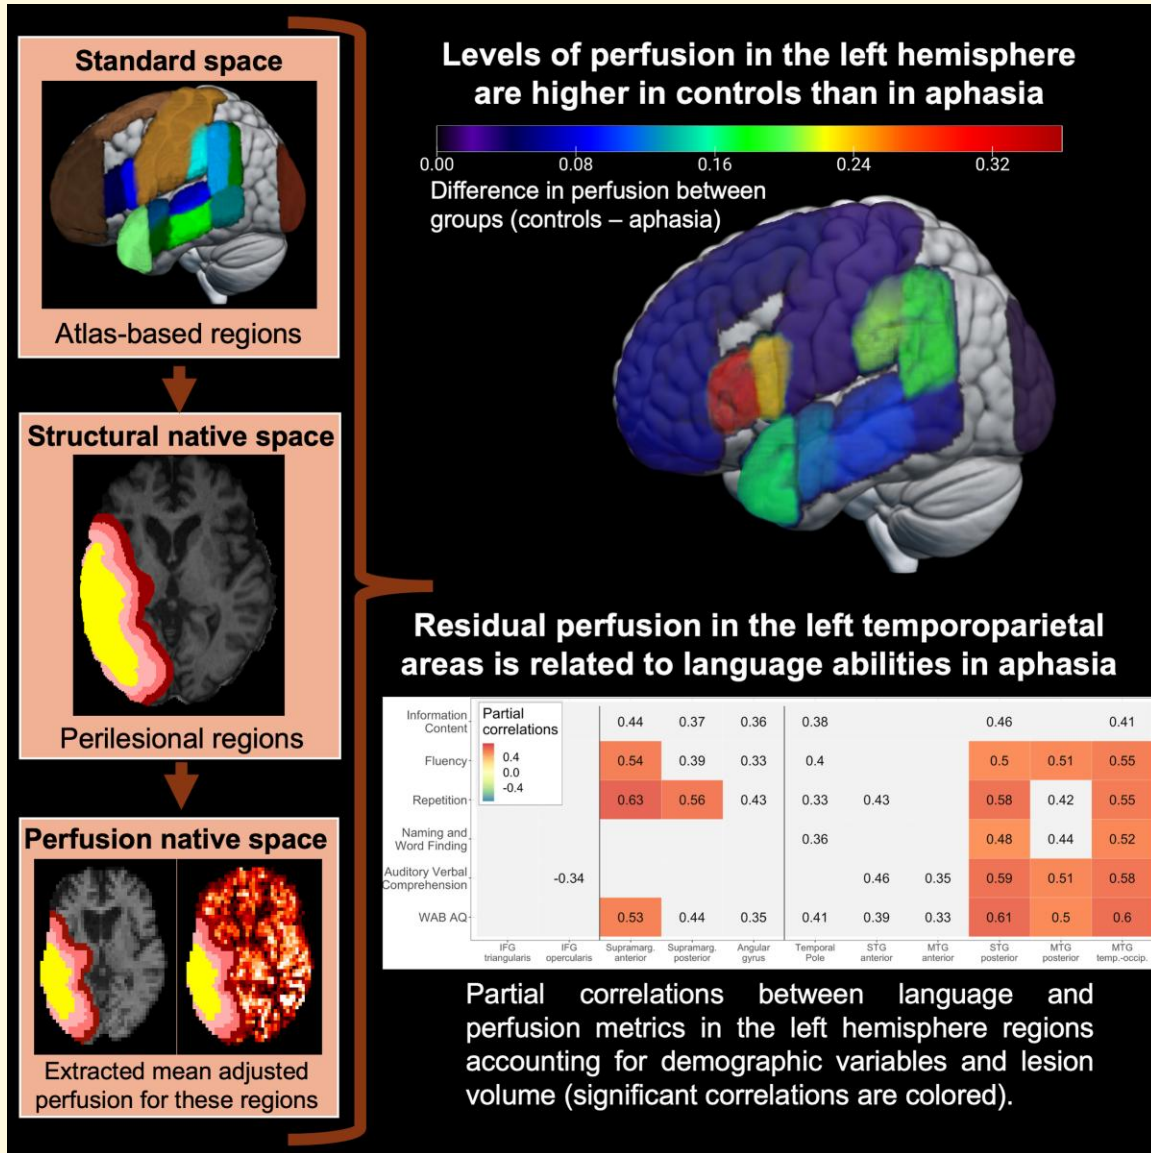 Standard space
Atlas-based regions
Structural native space
Perilesional regions
Perfusion native space
Extracted mean adjusted
perfusion for these regions
Levels of perfusion in the left hemisphere
are higher in controls than in aphasia
0.00 0.08 0.16 0.24 0.32
Difference in perfusion between
groups (controls – aphasia)
Residual perfusion in the left temporoparietal
areas is related to language abilities in aphasia
Partial
correlations
0.4
0.0
-0.4
Information
Content 0.44 0.37 0.36 0.38 0.46 0.41
Fluency 0.54 0.39 0.33 0.4 0.5 0.51 0.55
Repetition 0.63 0.56 0.43 0.33 0.43 0.58 0.42 0.55
Naming and
Word Finding 0.36 0.48 0.44 0.52
Auditory Verbal
Comprehension -0.34 0.46 0.35 0.59 0.51 0.58
WAB AQ 0.53 0.44 0.35 0.41 0.39 0.33 0.61 0.5 0.6
IFG IFG Supramarg. Supramarg. Angular Temporal STG MTG STG MTG MTG
triangularis opercularis anterior posterior gyrus Pole anterior anterior posterior posterior temp.-occip.
Partial correlations between language and
perfusion metrics in the left hemisphere regions
accounting for demographic variables and lesion
volume (significant correlations are colored).